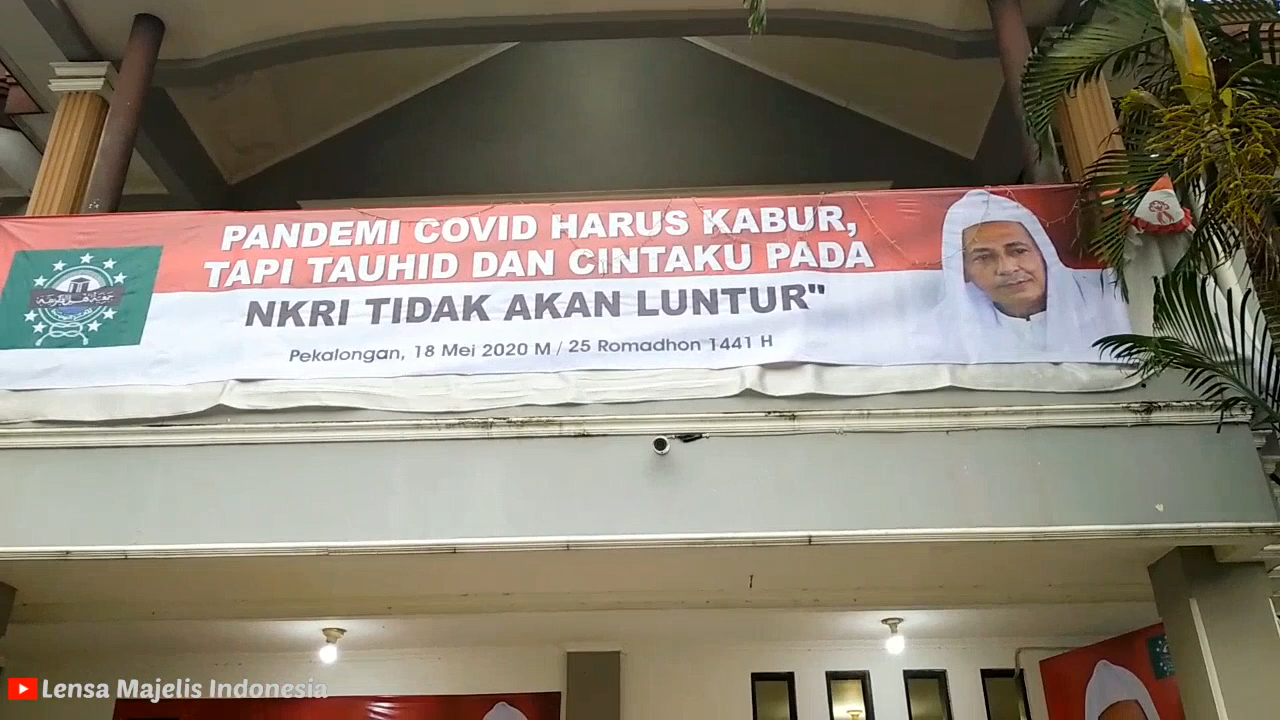 PANDEMI COVID HARUS KABUR,
TAPI TAUHID DAN CINTAKU PADA
NKRI TIDAK AKAN LUNTUR"
Pekalongan, 18 Mei 2020 M / 25 Romadhon 1441 H
Lensa Majelis Indonesia